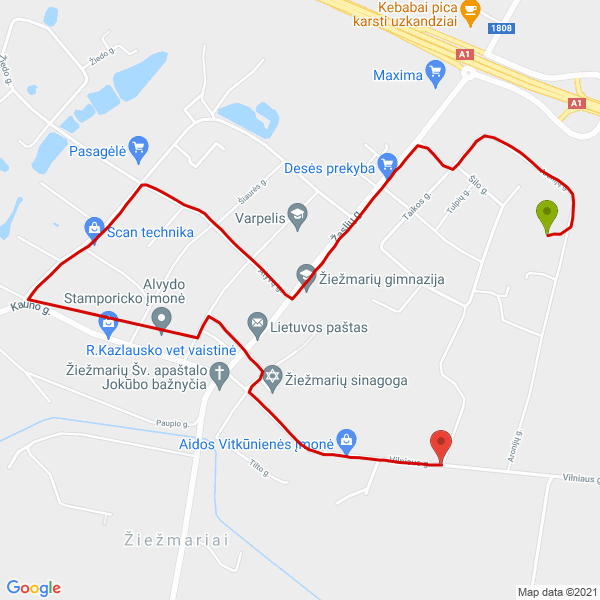 Kebabai pica
karsti uzkandziai
1808
A1
Maxima
A1
Žiedo g.
Žiedo g.
Pasagėlė
Desės prekyba
Šilo g.
Tulpių g.
Taikos g.
Šiaurės g.
Varpelis
Žaslių g.
Scan technika
Žiežmarių gimnazija
Alyvų g.
Alvydo
Stamporicko įmonė
Kauno g.
Lietuvos paštas
R.Kazlausko vet vaistinė
Žiežmarių Šv. apaštalo
Jokūbo bažnyčia
Žiežmarių sinagoga
Paupio g.
Aidos Vitkūnienės įmonė
Aronijų g.
Vilniaus g.
Tilto g.
Vilniaus g.
Žiežmariai
Google
Map data ©2021